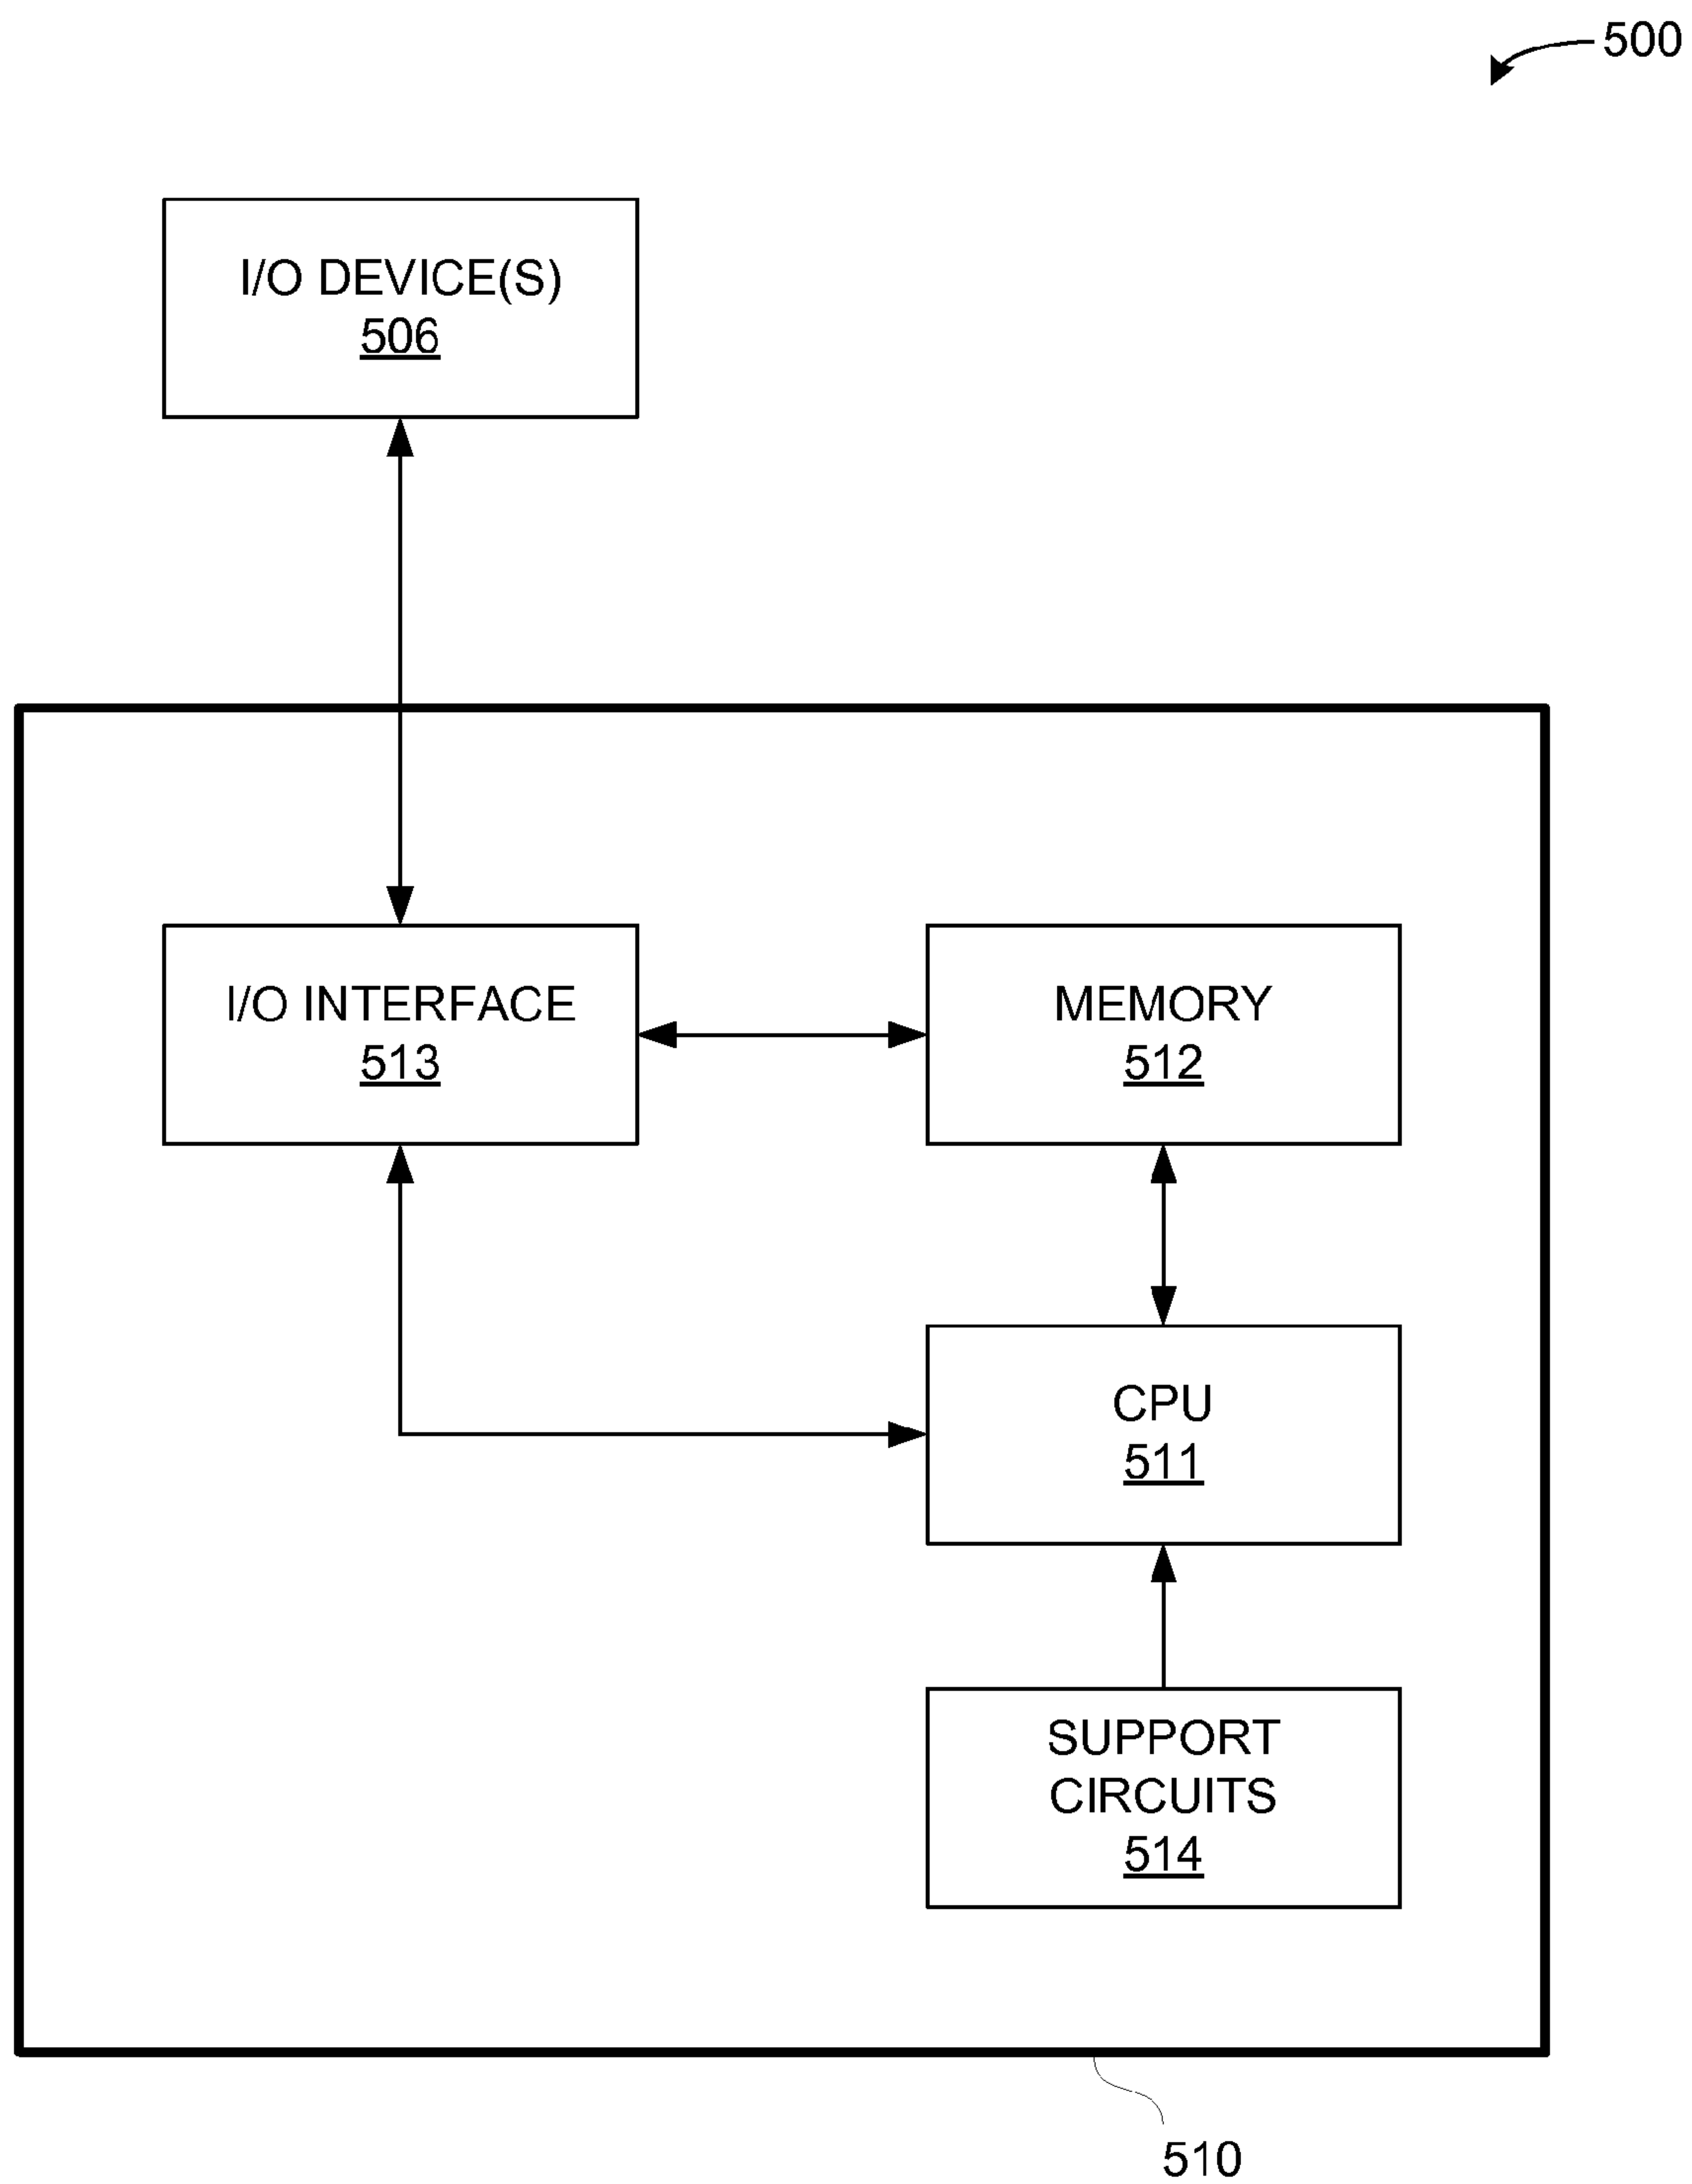 500
I/O DEVICE(S)
506
I/O INTERFACE
513
MEMORY
512
CPU
511
SUPPORT
CIRCUITS
514
510